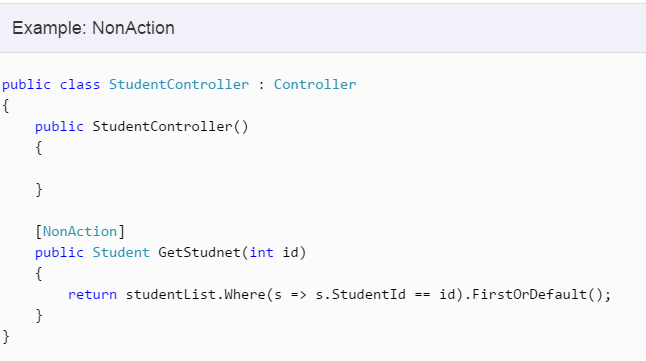 Example: NonAction
public class StudentController : Controller
{
    public StudentController()
    {
    }
    [NonAction]
    public Student GetStudnet(int id)
    {
        return studentList.Where(s => s.StudentId == id).FirstOrDefault();
    }
}